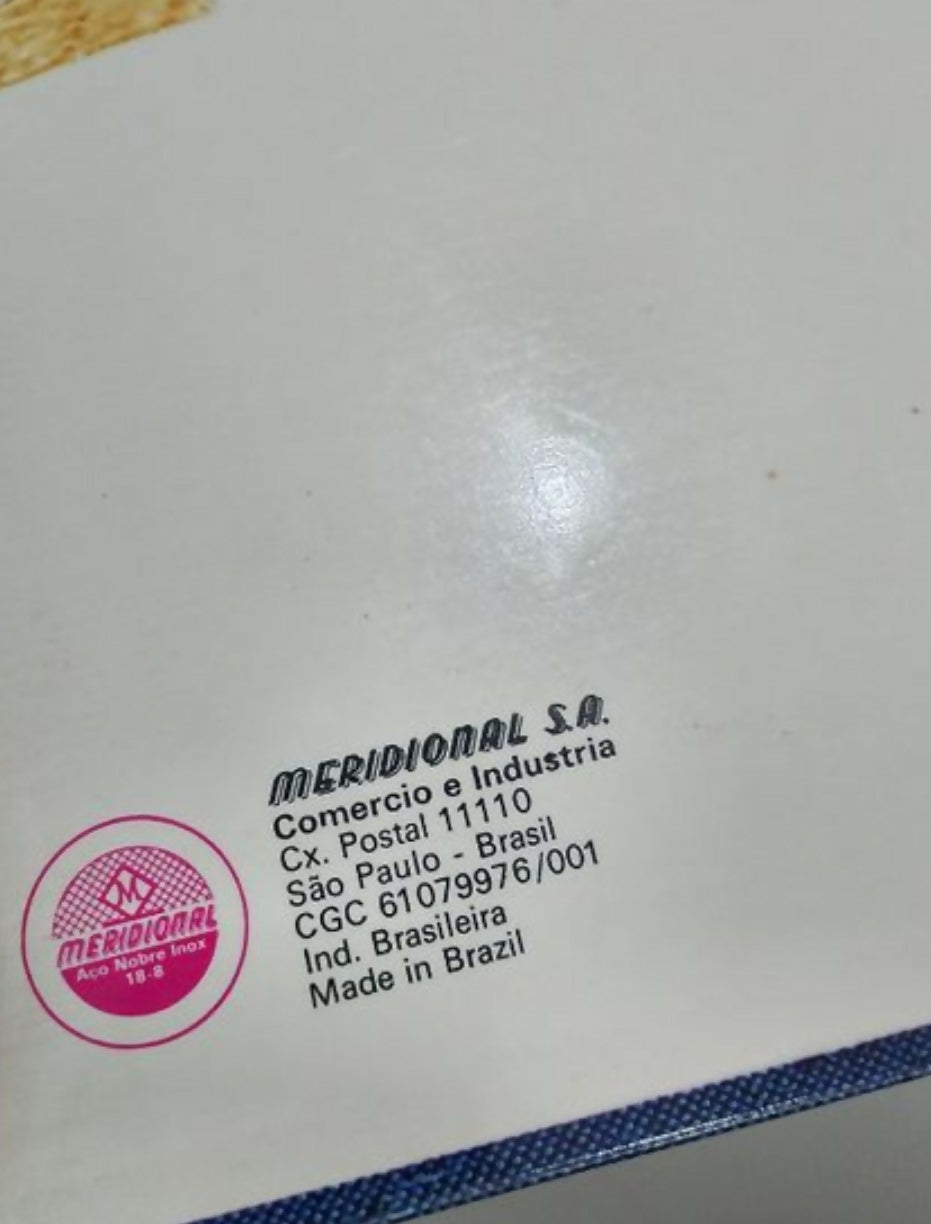 MERIDIONAL S.A.
Comercio e Industria
Cx. Postal 11110
São Paulo - Brasil
CGC 61079976/001
Ind. Brasileira
Made in Brazil
M
MERIDIONAL
Aço Nobre Inox
18-8